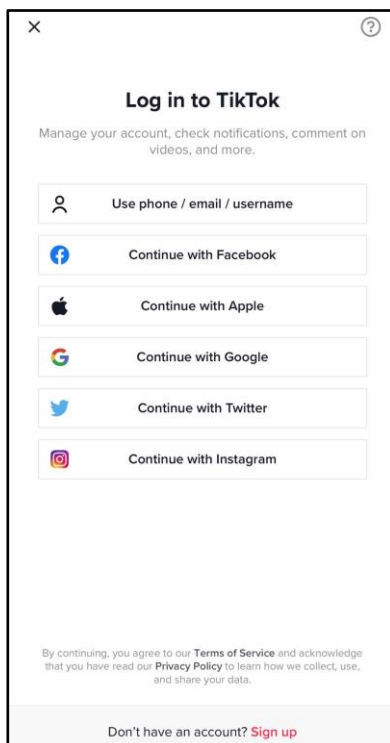 Log in to TikTok
Manage your account, check notifications, comment on
videos, and more.
Use phone / email / username
Continue with Facebook
Continue with Apple
Continue with Google
Continue with Twitter
Continue with Instagram
By continuing, you agree to our Terms of Service and acknowledge
that you have read our Privacy Policy to learn how we collect, use,
and share your data.
Don't have an account? Sign up